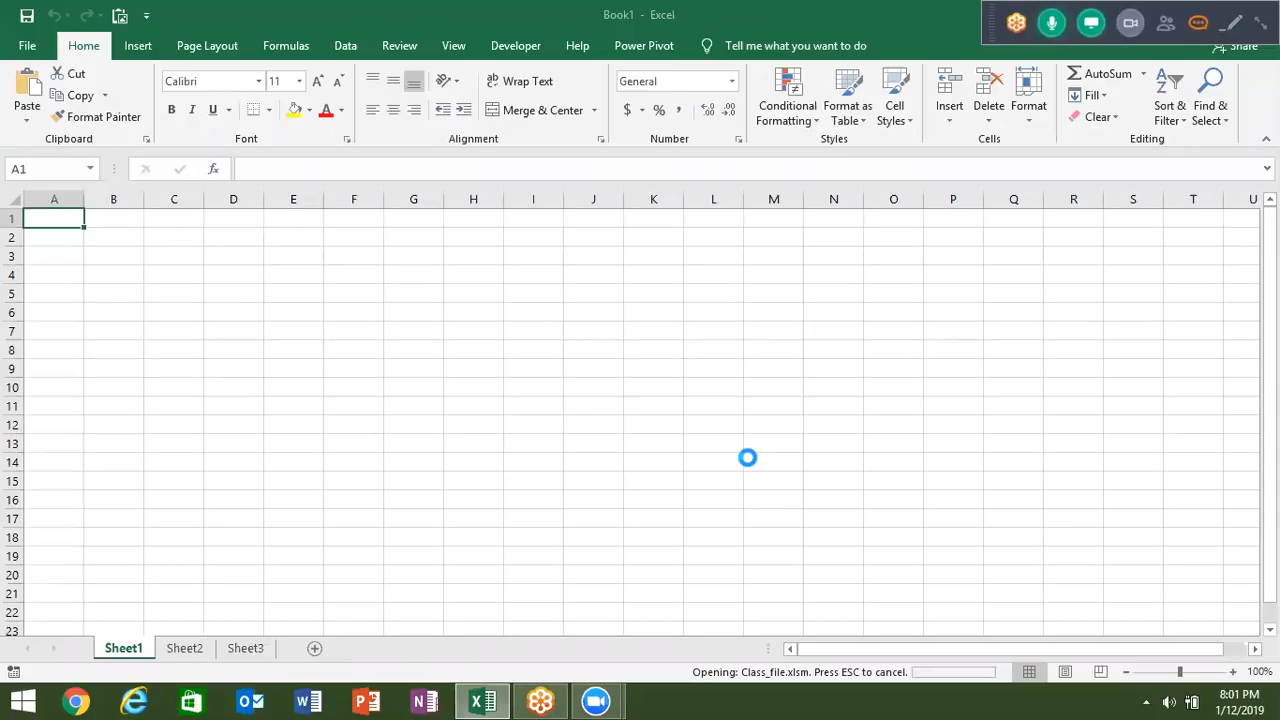 Book1 - Excel
File Home Insert Page Layout Formulas Data Review View Developer Help Power Pivot Tell me what you want to do Share
Paste Cut Copy Format Painter
Calibri 11
B I U
Wrap Text
Merge & Center
General
$ % ,
Conditional Formatting
Format as Table
Cell Styles
Insert Delete Format
AutoSum
Fill
Clear
Sort & Filter
Find & Select
Clipboard Font Alignment Number Styles Cells Editing
A1 fx
A B C D E F G H I J K L M N O P Q R S T U
1
2
3
4
5
6
7
8
9
10
11
12
13
14
15
16
17
18
19
20
21
22
23
Sheet1 Sheet2 Sheet3
Opening: Class_file.xlsm. Press ESC to cancel. 100%
8:01 PM
1/12/2019